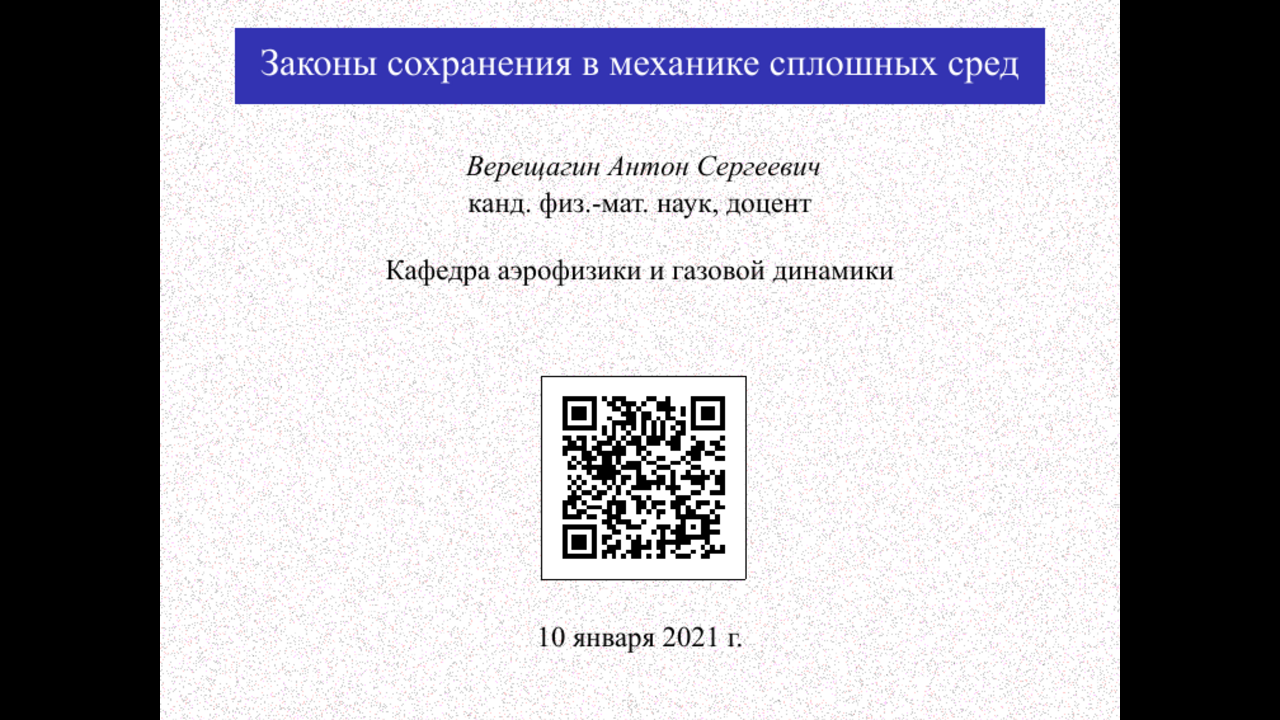 Законы сохранения в механике сплошных сред
Верещагин Антон Сергеевич
канд. физ.-мат. наук, доцент
Кафедра аэрофизики и газовой динамики
10 января 2021 г.